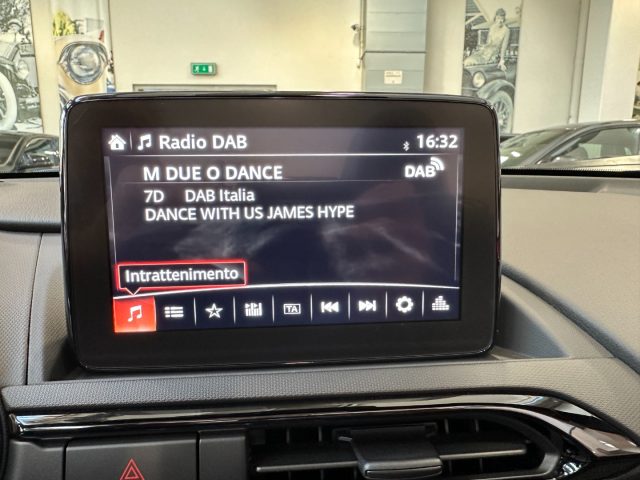 Radio DAB 16:32
M DUE O DANCE DAB
7D DAB Italia
DANCE WITH US JAMES HYPE
Intrattenimento
TA